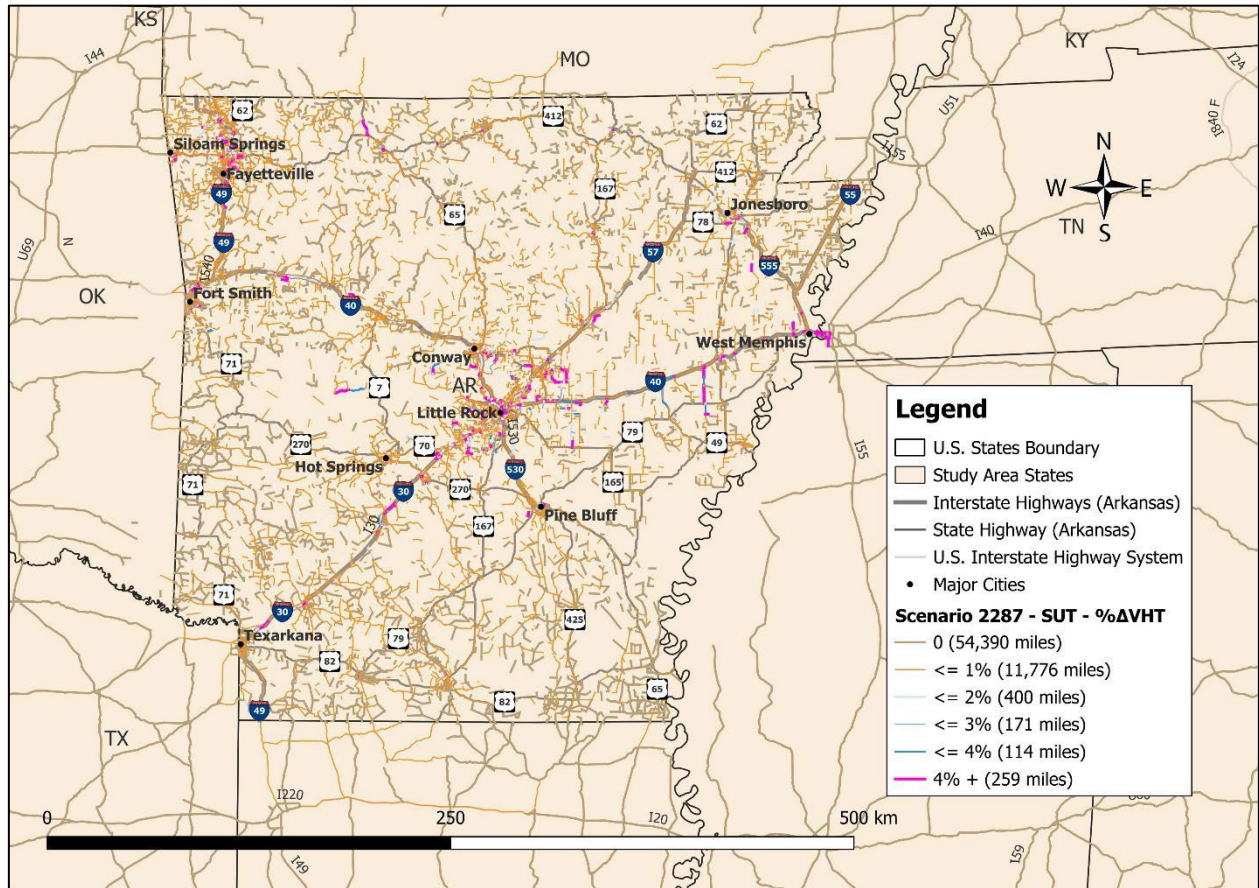 KS
I44
MO
KY
I24
U51
I840 F
I155
62
412
62
Siloam Springs
Fayetteville
49
412
167
Jonesboro
55
N
W E
S
65
78
I40
TN
U69
N
49
57
555
I540
OK
Fort Smith
40
West Memphis
Conway
71
7
AR
40
Little Rock
I530
79
49
I55
270
70
Hot Springs
71
530
270
165
30
I30
167
Pine Bluff
71
30
425
Texarkana
79
82
65
82
49
TX
I220
0 250 500 km
I20
I49
I59
Legend
U.S. States Boundary
Study Area States
Interstate Highways (Arkansas)
State Highway (Arkansas)
U.S. Interstate Highway System
Major Cities
Scenario 2287 - SUT - %ΔVHT
0 (54,390 miles)
<= 1% (11,776 miles)
<= 2% (400 miles)
<= 3% (171 miles)
<= 4% (114 miles)
4% + (259 miles)